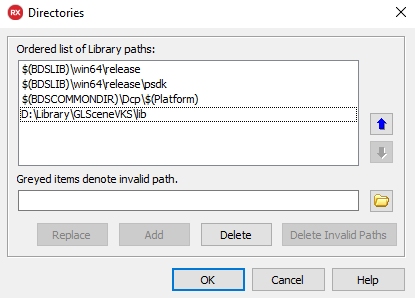 RX Directories
Ordered list of Library paths:
$(BDSLIB)\win64\release
$(BDSLIB)\win64\release\psdk
$(BDSCOMMONDIR)\Dcp\$(Platform)
D:\Library\GLSceneVKS\lib
Greyed items denote invalid path.
Replace Add Delete Delete Invalid Paths
OK Cancel Help